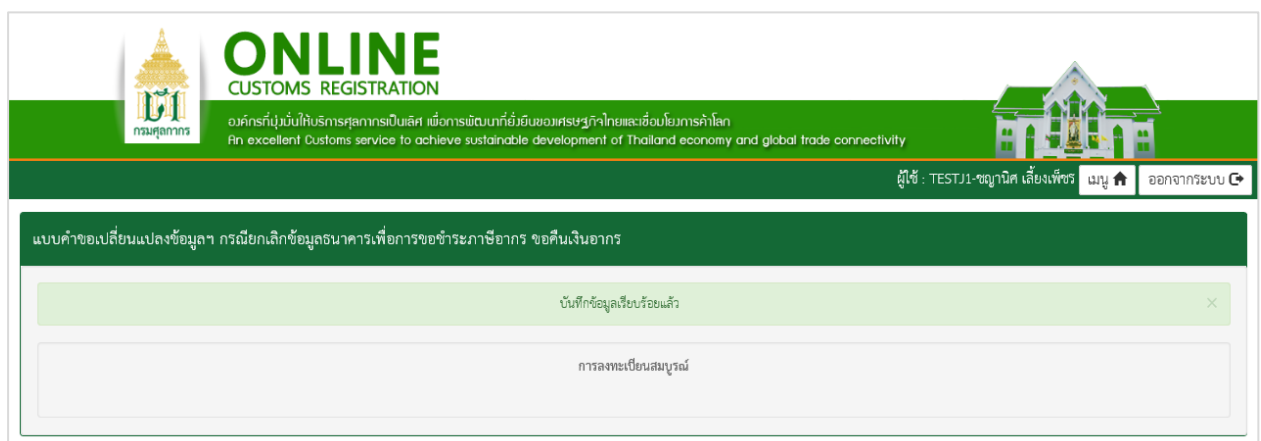 ONLINE
CUSTOMS REGISTRATION
กรมศุลกากร
องค์กรที่มุ่งมั่นให้บริการศุลกากรเป็นเลิศ เพื่อการพัฒนาที่ยั่งยืนของเศรษฐกิจไทยและเชื่อมโยงการค้าโลก
An excellent Customs service to achieve sustainable development of Thailand economy and global trade connectivity
ผู้ใช้ : TESTJ1-ชญานิศ เลี้ยงเพ็ชร เมนู ออกจากระบบ
แบบคำขอเปลี่ยนแปลงข้อมูลฯ กรณียกเลิกข้อมูลธนาคารเพื่อการขอชำระภาษีอากร ขอคืนเงินอากร
บันทึกข้อมูลเรียบร้อยแล้ว ×
การลงทะเบียนสมบูรณ์